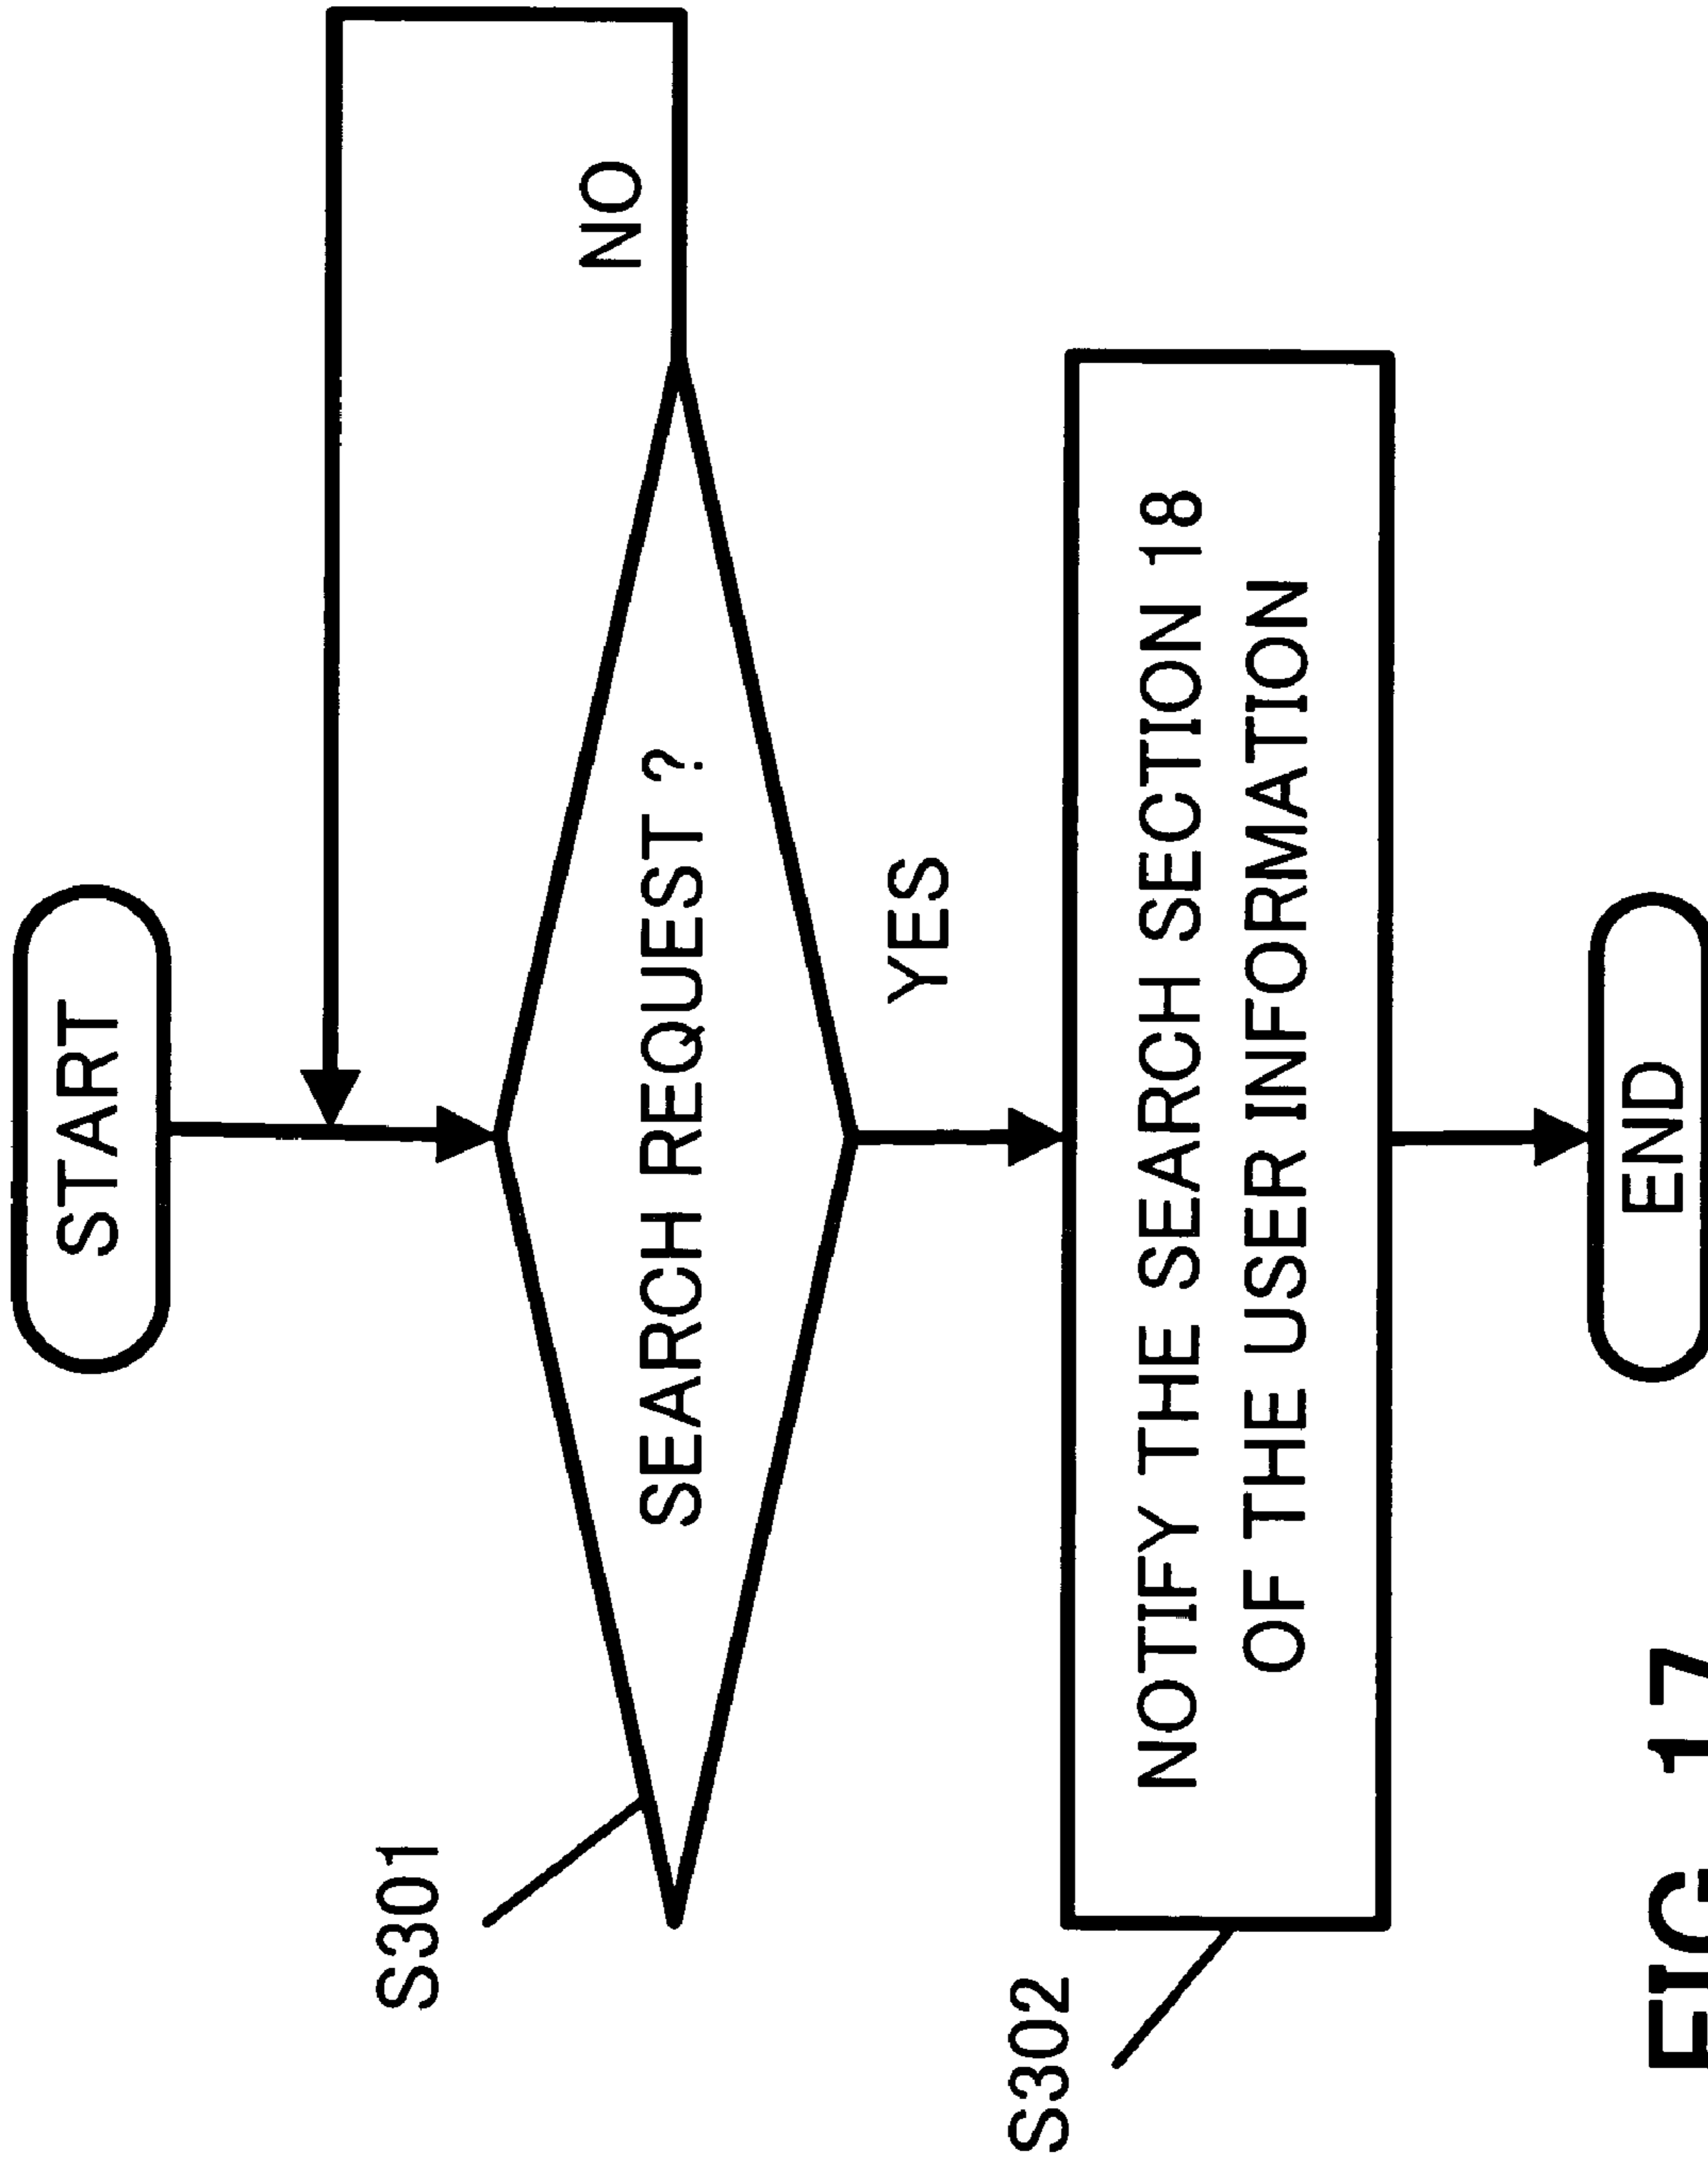 START
NO
S301
SEARCH REQUEST ?
YES
S302
NOTIFY THE SEARCH SECTION 18
OF THE USER INFORMATION
END
FIG. 17